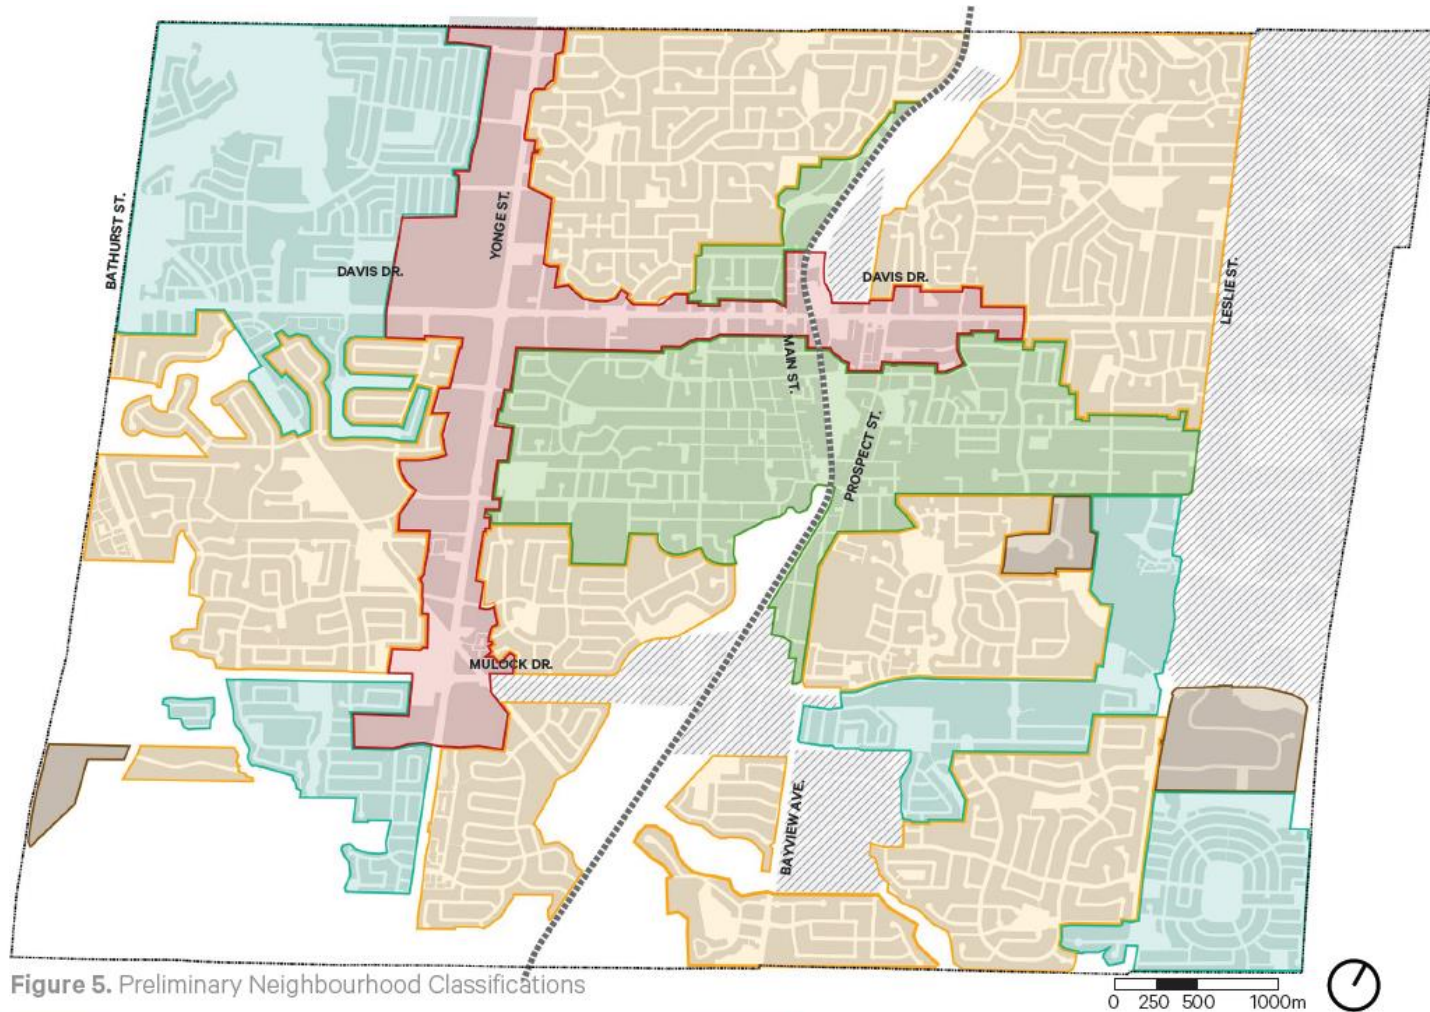 BATHURST ST.
YONGE ST.
DAVIS DR.
DAVIS DR.
LESLIE ST.
MAIN ST.
PROSPECT ST.
MULOCK DR.
BAYVIEW AVE.
Figure 5. Preliminary Neighbourhood Classifications
0 250 500 1000m